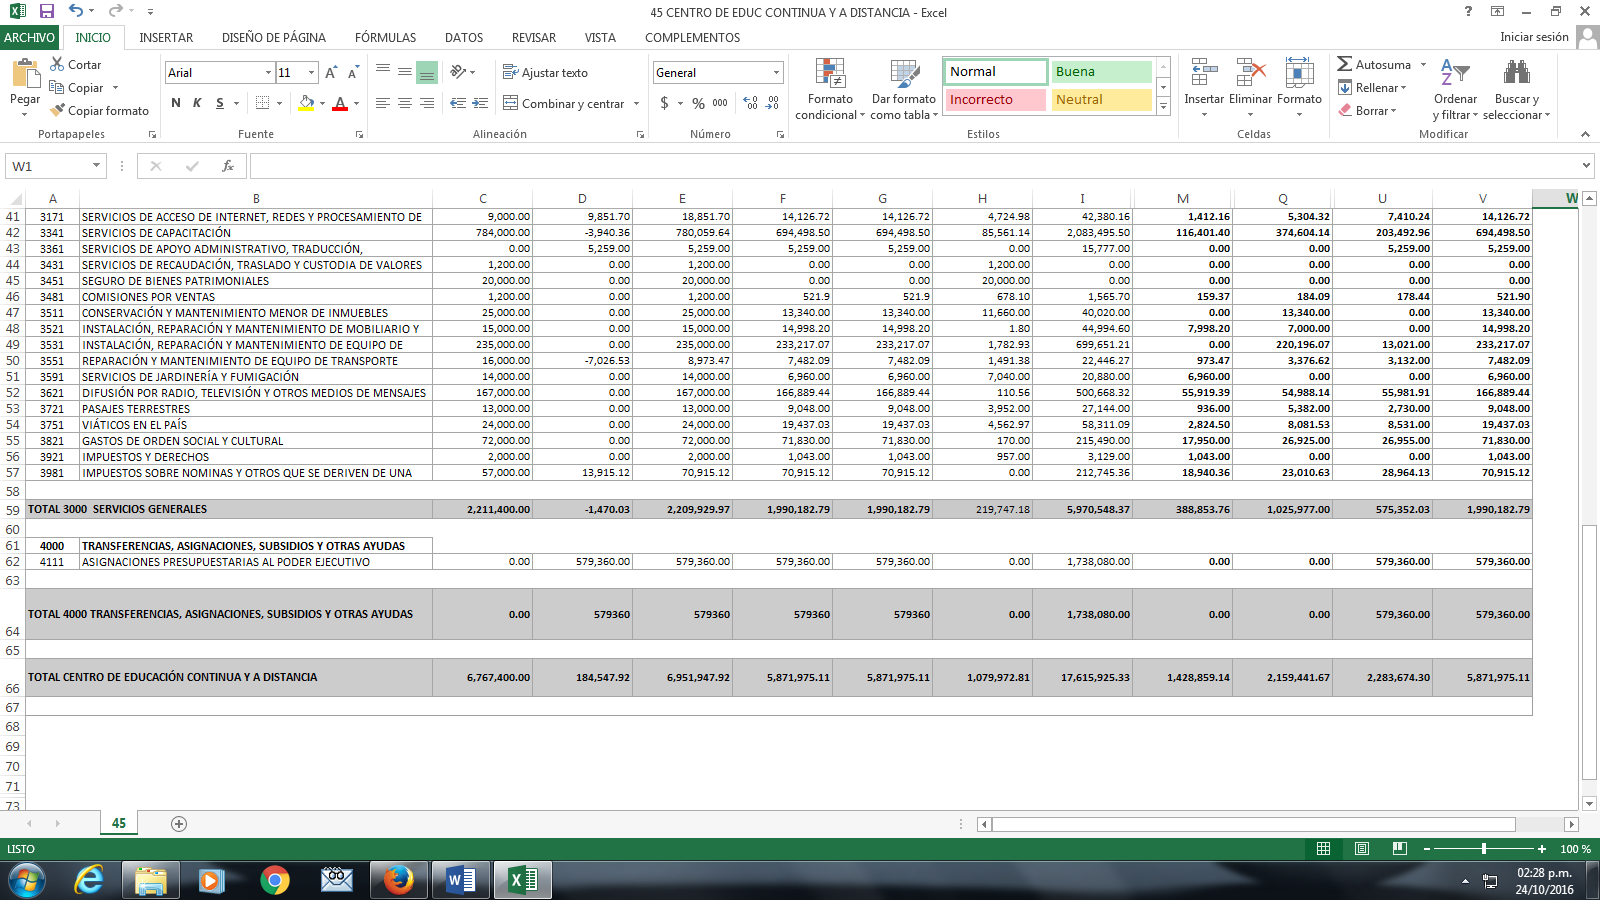 45 CENTRO DE EDUC CONTINUA Y A DISTANCIA - Excel
ARCHIVO INICIO INSERTAR DISEÑO DE PÁGINA FÓRMULAS DATOS REVISAR VISTA COMPLEMENTOS Iniciar sesión
Pegar Cortar
Copiar
Copiar formato
Portapapeles
Arial 11
N K S
Fuente
Ajustar texto
Combinar y centrar
Alineación
General
$ % 000
Número
Formato condicional Dar formato como tabla
Normal Buena
Incorrecto Neutral
Estilos
Insertar Eliminar Formato
Celdas
Autosuma
Rellenar
Borrar
Ordenar y filtrar Buscar y seleccionar
Modificar
W1 fx
A B C D E F G H I M Q U V W
41 3171 SERVICIOS DE ACCESO DE INTERNET, REDES Y PROCESAMIENTO DE 9,000.00 9,851.70 18,851.70 14,126.72 14,126.72 4,724.98 42,380.16 1,412.16 5,304.32 7,410.24 14,126.72
42 3341 SERVICIOS DE CAPACITACIÓN 784,000.00 -3,940.36 780,059.64 694,498.50 694,498.50 85,561.14 2,083,495.50 116,401.40 374,604.14 203,492.96 694,498.50
43 3361 SERVICIOS DE APOYO ADMINISTRATIVO, TRADUCCIÓN, 0.00 5,259.00 5,259.00 5,259.00 5,259.00 0.00 15,777.00 0.00 0.00 5,259.00 5,259.00
44 3431 SERVICIOS DE RECAUDACIÓN, TRASLADO Y CUSTODIA DE VALORES 1,200.00 0.00 1,200.00 0.00 0.00 1,200.00 0.00 0.00 0.00 0.00 0.00
45 3451 SEGURO DE BIENES PATRIMONIALES 20,000.00 0.00 20,000.00 0.00 0.00 20,000.00 0.00 0.00 0.00 0.00 0.00
46 3481 COMISIONES POR VENTAS 1,200.00 0.00 1,200.00 521.9 521.9 678.10 1,565.70 159.37 184.09 178.44 521.90
47 3511 CONSERVACIÓN Y MANTENIMIENTO MENOR DE INMUEBLES 25,000.00 0.00 25,000.00 13,340.00 13,340.00 11,660.00 40,020.00 0.00 13,340.00 0.00 13,340.00
48 3521 INSTALACIÓN, REPARACIÓN Y MANTENIMIENTO DE MOBILIARIO Y 15,000.00 0.00 15,000.00 14,998.20 14,998.20 1.80 44,994.60 7,998.20 7,000.00 0.00 14,998.20
49 3531 INSTALACIÓN, REPARACIÓN Y MANTENIMIENTO DE EQUIPO DE 235,000.00 0.00 235,000.00 233,217.07 233,217.07 1,782.93 699,651.21 0.00 220,196.07 13,021.00 233,217.07
50 3551 REPARACIÓN Y MANTENIMIENTO DE EQUIPO DE TRANSPORTE 16,000.00 -7,026.53 8,973.47 7,482.09 7,482.09 1,491.38 22,446.27 973.47 3,376.62 3,132.00 7,482.09
51 3591 SERVICIOS DE JARDINERÍA Y FUMIGACIÓN 14,000.00 0.00 14,000.00 6,960.00 6,960.00 7,040.00 20,880.00 6,960.00 0.00 0.00 6,960.00
52 3621 DIFUSIÓN POR RADIO, TELEVISIÓN Y OTROS MEDIOS DE MENSAJES 167,000.00 0.00 167,000.00 166,889.44 166,889.44 110.56 500,668.32 55,919.39 54,988.14 55,981.91 166,889.44
53 3721 PASAJES TERRESTRES 13,000.00 0.00 13,000.00 9,048.00 9,048.00 3,952.00 27,144.00 936.00 5,382.00 2,730.00 9,048.00
54 3751 VIÁTICOS EN EL PAÍS 24,000.00 0.00 24,000.00 19,437.03 19,437.03 4,562.97 58,311.09 2,824.50 8,081.53 8,531.00 19,437.03
55 3821 GASTOS DE ORDEN SOCIAL Y CULTURAL 72,000.00 0.00 72,000.00 71,830.00 71,830.00 170.00 215,490.00 17,950.00 26,925.00 26,955.00 71,830.00
56 3921 IMPUESTOS Y DERECHOS 2,000.00 0.00 2,000.00 1,043.00 1,043.00 957.00 3,129.00 1,043.00 0.00 0.00 1,043.00
57 3981 IMPUESTOS SOBRE NOMINAS Y OTROS QUE SE DERIVEN DE UNA 57,000.00 13,915.12 70,915.12 70,915.12 70,915.12 0.00 212,745.36 18,940.36 23,010.63 28,964.13 70,915.12
58
59 TOTAL 3000 SERVICIOS GENERALES 2,211,400.00 -1,470.03 2,209,929.97 1,990,182.79 1,990,182.79 219,747.18 5,970,548.37 388,853.76 1,025,977.00 575,352.03 1,990,182.79
60
61 4000 TRANSFERENCIAS, ASIGNACIONES, SUBSIDIOS Y OTRAS AYUDAS
62 4111 ASIGNACIONES PRESUPUESTARIAS AL PODER EJECUTIVO 0.00 579,360.00 579,360.00 579,360.00 579,360.00 0.00 1,738,080.00 0.00 0.00 579,360.00 579,360.00
63
64 TOTAL 4000 TRANSFERENCIAS, ASIGNACIONES, SUBSIDIOS Y OTRAS AYUDAS 0.00 579360 579360 579360 579360 0.00 1,738,080.00 0.00 0.00 579,360.00 579,360.00
65
66 TOTAL CENTRO DE EDUCACIÓN CONTINUA Y A DISTANCIA 6,767,400.00 184,547.92 6,951,947.92 5,871,975.11 5,871,975.11 1,079,972.81 17,615,925.33 1,428,859.14 2,159,441.67 2,283,674.30 5,871,975.11
67
68
69
70
71
73
45
LISTO 100 %
02:28 p.m.
24/10/2016